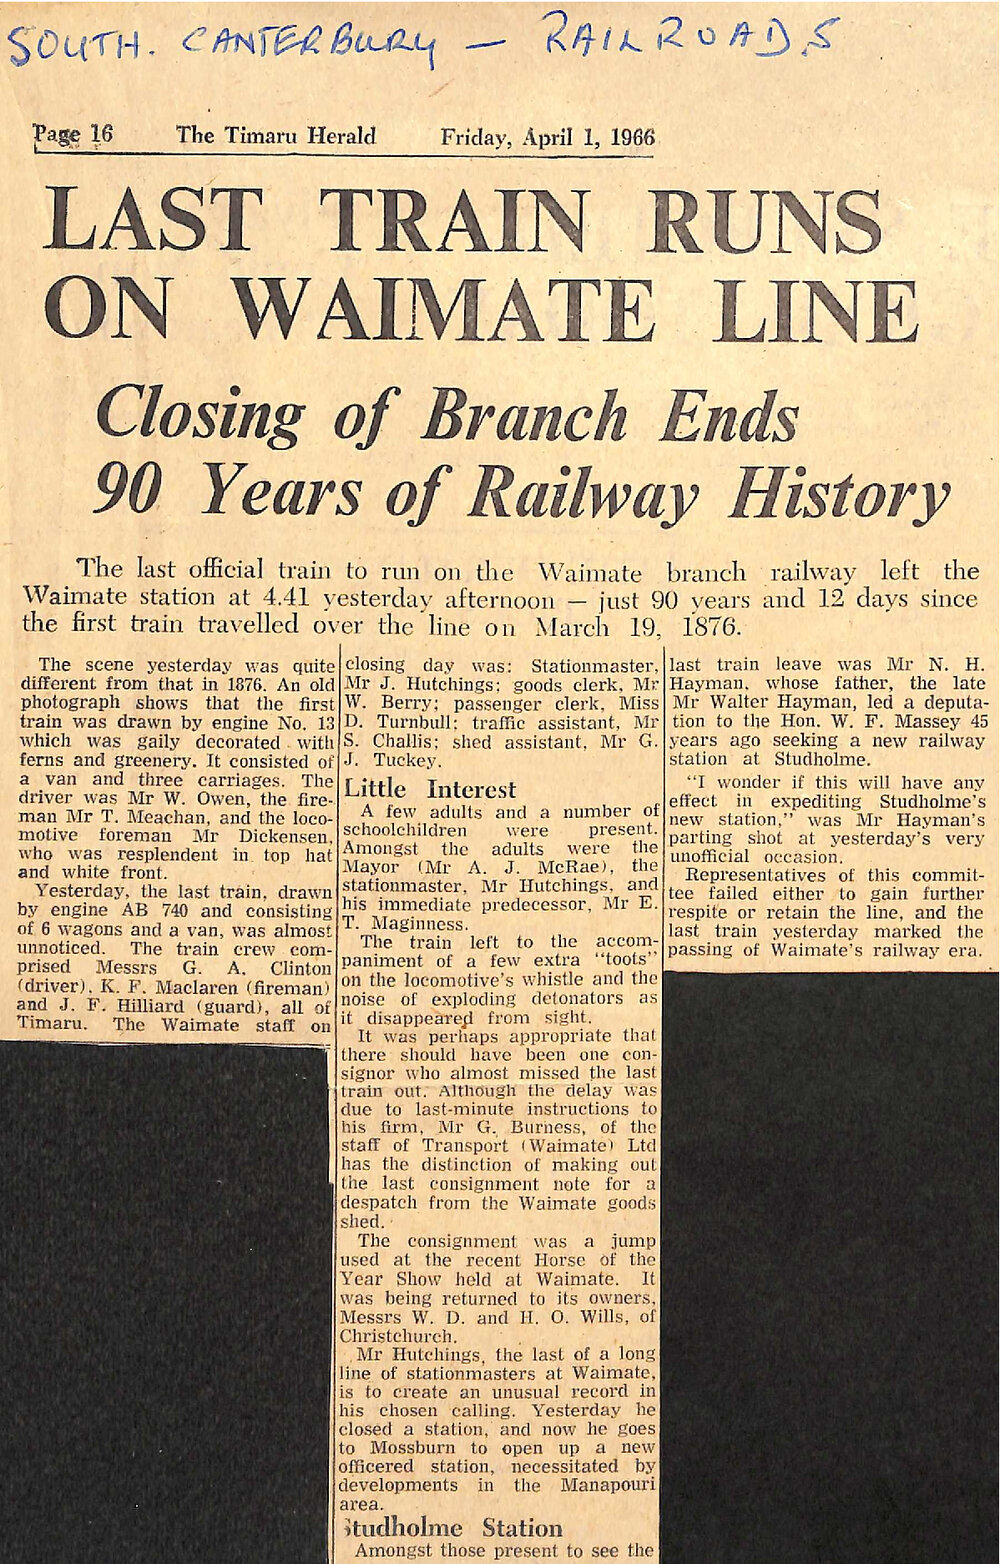 SOUTH. CANTERBURY — RAILROADS
Page 16 The Timaru Herald Friday, April 1, 1966
LAST TRAIN RUNS
ON WAIMATE LINE
Closing of Branch Ends
90 Years of Railway History
The last official train to run on the Waimate branch railway left the
Waimate station at 4.41 yesterday afternoon — just 90 years and 12 days since
the first train travelled over the line on March 19, 1876.
The scene yesterday was quite
different from that in 1876. An old
photograph shows that the first
train was drawn by engine No. 13
which was gaily decorated with
ferns and greenery. It consisted of
a van and three carriages. The
driver was Mr W. Owen, the fire-
man Mr T. Meachan, and the loco-
motive foreman Mr Dickensen,
who was resplendent in top hat
and white front.
Yesterday, the last train, drawn
by engine AB 740 and consisting
of 6 wagons and a van, was almost
unnoticed. The train crew com-
prised Messrs G. A. Clinton
(driver), K. F. Maclaren (fireman)
and J. F. Hilliard (guard), all of
Timaru. The Waimate staff on
closing day was: Stationmaster,
Mr J. Hutchings; goods clerk, Mr
W. Berry; passenger clerk, Miss
D. Turnbull; traffic assistant, Mr
S. Challis; shed assistant, Mr G.
J. Tuckey.
Little Interest
A few adults and a number of
schoolchildren were present.
Amongst the adults were the
Mayor (Mr A. J. McRae), the
stationmaster, Mr Hutchings, and
his immediate predecessor, Mr E.
T. Maginness.
The train left to the accom-
paniment of a few extra "toots"
on the locomotive's whistle and the
noise of exploding detonators as
it disappeared from sight.
It was perhaps appropriate that
there should have been one con-
signor who almost missed the last
train out. Although the delay was
due to last-minute instructions to
his firm, Mr G. Burness, of the
staff of Transport (Waimate) Ltd
has the distinction of making out
the last consignment note for a
despatch from the Waimate goods
shed.
The consignment was a jump
used at the recent Horse of the
Year Show held at Waimate. It
was being returned to its owners,
Messrs W. D. and H. O. Wills, of
Christchurch.
Mr Hutchings, the last of a long
line of stationmasters at Waimate,
is to create an unusual record in
his chosen calling. Yesterday he
closed a station, and now he goes
to Mossburn to open up a new
officered station, necessitated by
developments in the Manapouri
area.
Studholme Station
Amongst those present to see the
last train leave was Mr N. H.
Hayman, whose father, the late
Mr Walter Hayman, led a deputa-
tion to the Hon. W. F. Massey 45
years ago seeking a new railway
station at Studholme.
"I wonder if this will have any
effect in expediting Studholme's
new station," was Mr Hayman's
parting shot at yesterday's very
unofficial occasion.
Representatives of this commit-
tee failed either to gain further
respite or retain the line, and the
last train yesterday marked the
passing of Waimate's railway era.